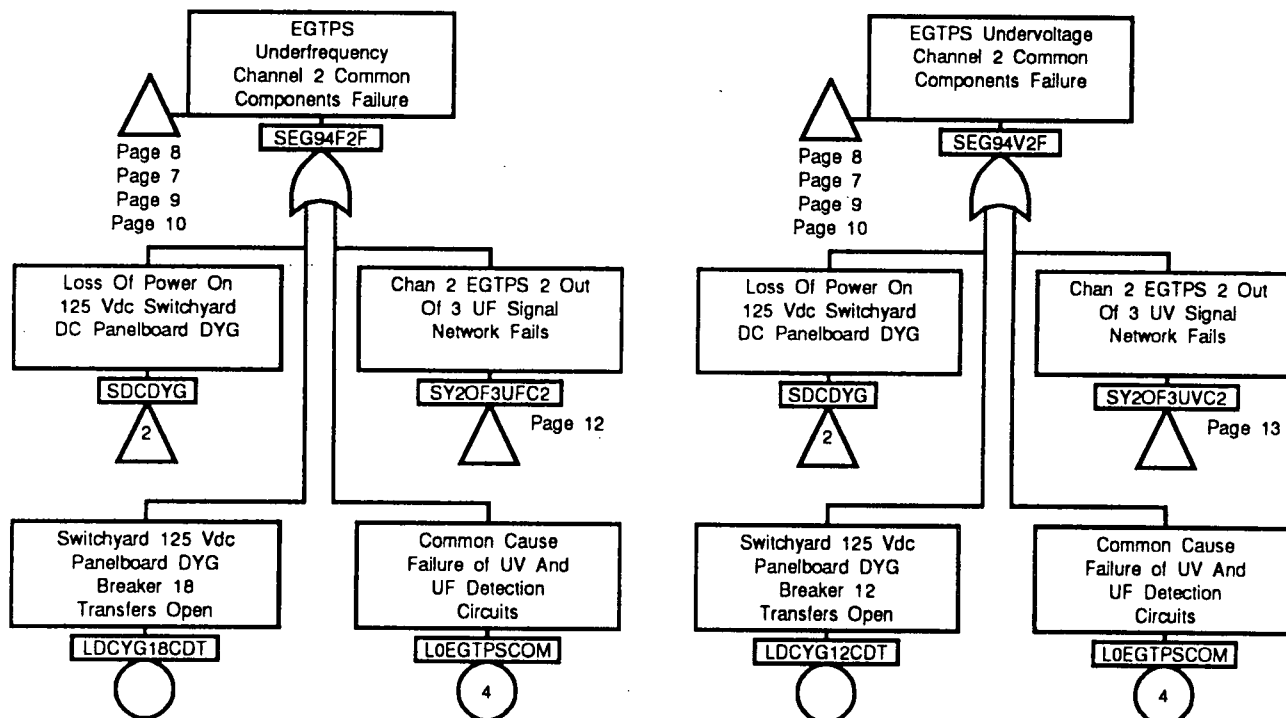 EGTPS
Underfrequency
Channel 2 Common
Components Failure
SEG94F2F
Page 8
Page 7
Page 9
Page 10
Loss Of Power On
125 Vdc Switchyard
DC Panelboard DYG
SDCDYG
2
Chan 2 EGTPS 2 Out
Of 3 UF Signal
Network Fails
SY2OF3UFC2
Page 12
Switchyard 125 Vdc
Panelboard DYG
Breaker 18
Transfers Open
LDCYG18CDT
Common Cause
Failure of UV And
UF Detection
Circuits
L0EGTPSCOM
4
EGTPS Undervoltage
Channel 2 Common
Components Failure
SEG94V2F
Page 8
Page 7
Page 9
Page 10
Loss Of Power On
125 Vdc Switchyard
DC Panelboard DYG
SDCDYG
2
Chan 2 EGTPS 2 Out
Of 3 UV Signal
Network Fails
SY2OF3UVC2
Page 13
Switchyard 125 Vdc
Panelboard DYG
Breaker 12
Transfers Open
LDCYG12CDT
Common Cause
Failure of UV And
UF Detection
Circuits
L0EGTPSCOM
4